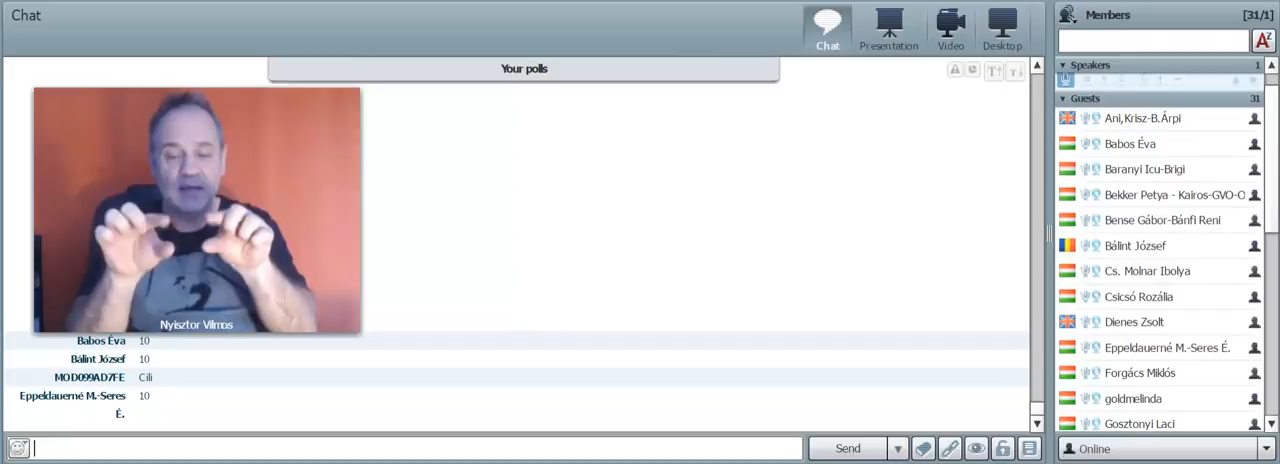 Chat
Chat
Presentation
Video
Desktop
Your polls
Nyisztor Vilmos
Babos Éva 10
Bálint József 10
MOD099AD7FE Cili
Eppeldauerné M.-Seres 10
É.
Send
Members [31/1]
Speakers 1
Guests 31
Ani,Krisz-B.Árpi
Babos Éva
Baranyi Icu-Brigi
Bekker Petya - Kairos-GVO-O
Bense Gábor-Bánfi Reni
Bálint József
Cs. Molnar Ibolya
Csicsó Rozália
Dienes Zsolt
Eppeldauerné M.-Seres É.
Forgács Miklós
goldmelinda
Gosztonyi Laci
Online